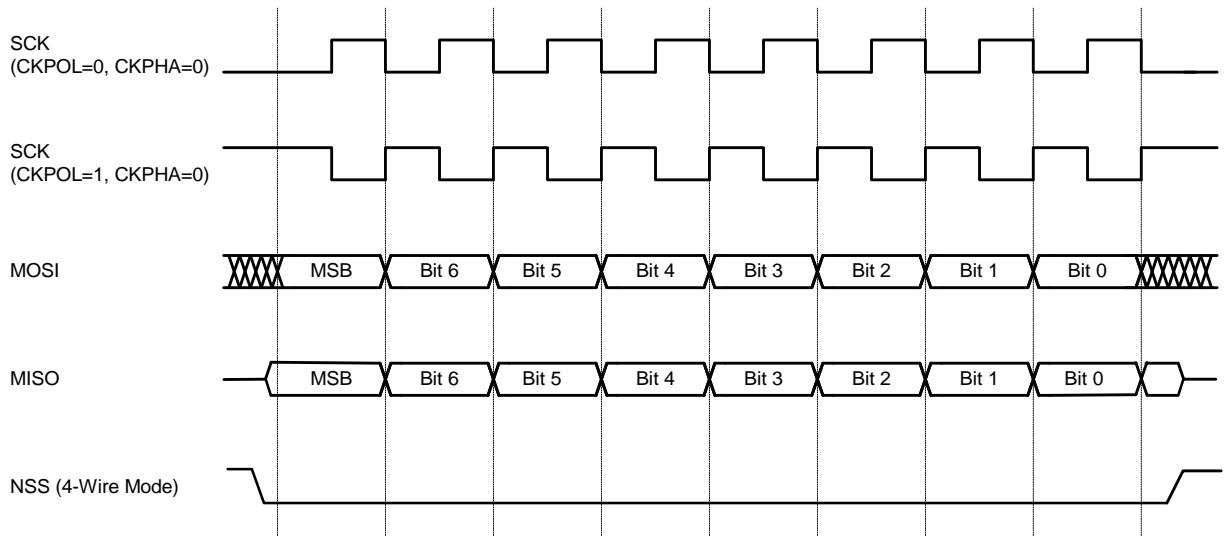 SCK
(CKPOL=0, CKPHA=0)
SCK
(CKPOL=1, CKPHA=0)
MOSI MSB Bit 6 Bit 5 Bit 4 Bit 3 Bit 2 Bit 1 Bit 0
MISO MSB Bit 6 Bit 5 Bit 4 Bit 3 Bit 2 Bit 1 Bit 0
NSS (4-Wire Mode)